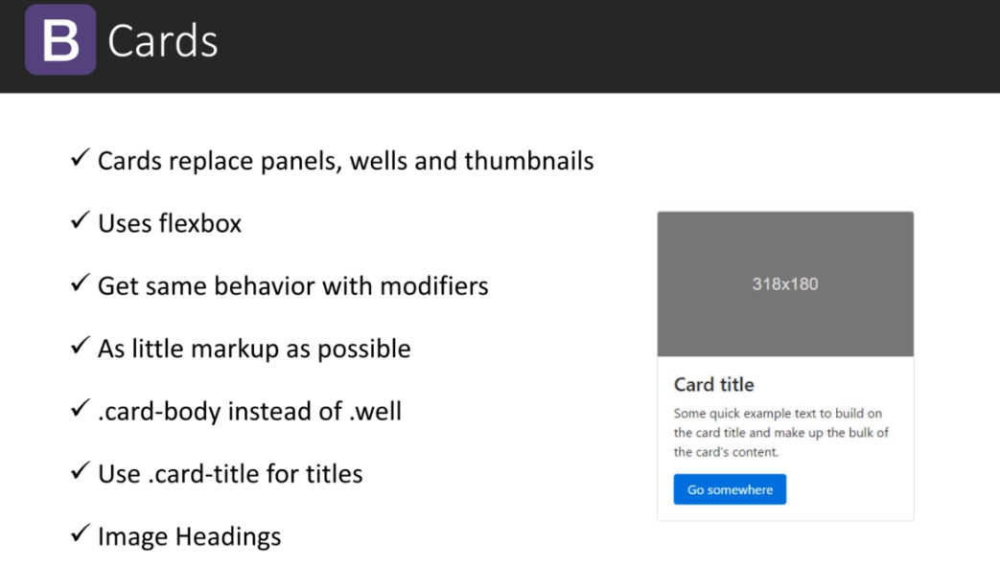 B Cards
Cards replace panels, wells and thumbnails
Uses flexbox
Get same behavior with modifiers
As little markup as possible
.card-body instead of .well
Use .card-title for titles
Image Headings
318x180
Card title
Some quick example text to build on
the card title and make up the bulk of
the card's content.
Go somewhere